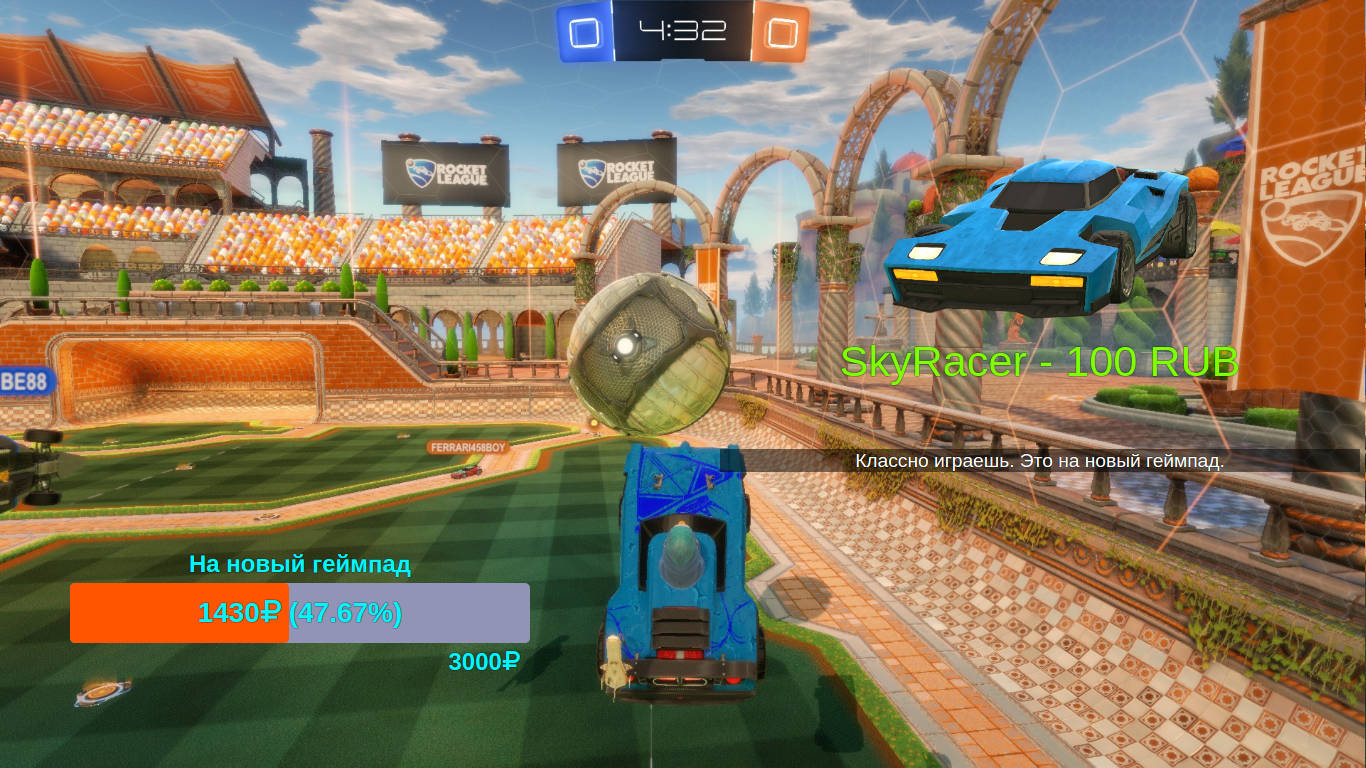 0 4:32 0
ROCKET
LEAGUE
ROCKET
LEAGUE
ROCKET
LEAGUE
BE88
FERRARI458BOY
SkyRacer - 100 RUB
Классно играешь. Это на новый геймпад.
На новый геймпад
1430₽ (47.67%)
3000₽